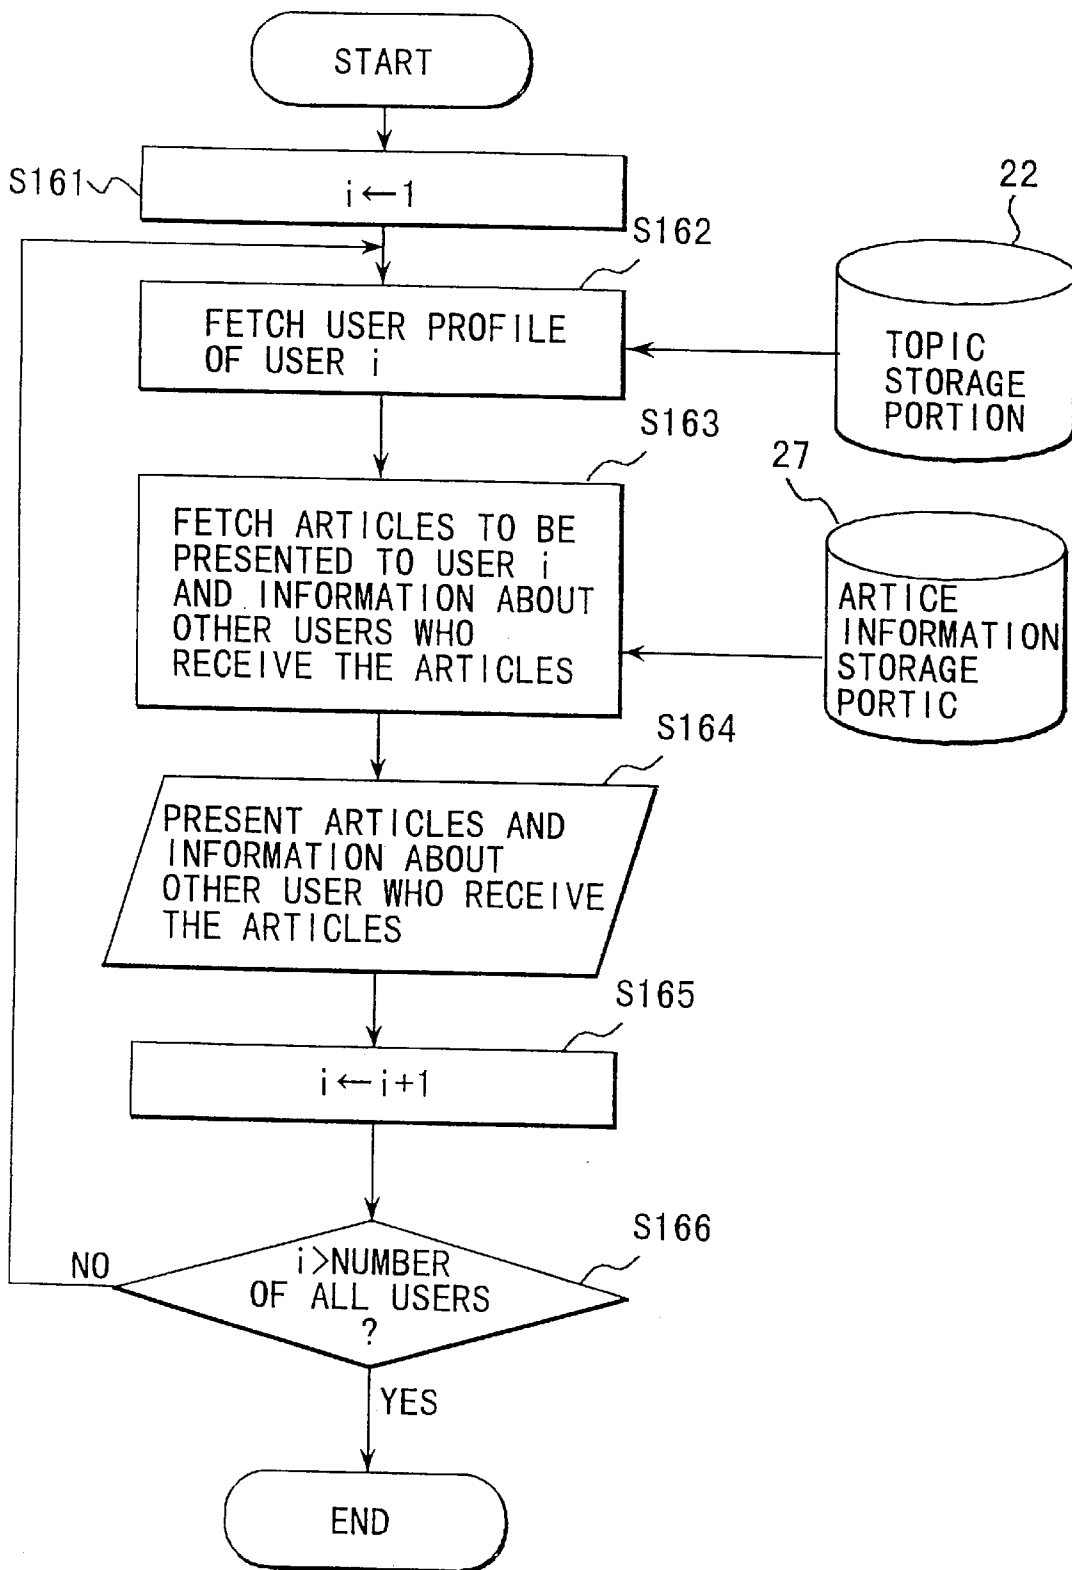 START
S161
i←1
S162
22
FETCH USER PROFILE
OF USER i
TOPIC
STORAGE
PORTION
S163
27
FETCH ARTICLES TO BE
PRESENTED TO USER i
AND INFORMATION ABOUT
OTHER USERS WHO
RECEIVE THE ARTICLES
ARTICE
INFORMATION
STORAGE
PORTIC
S164
PRESENT ARTICLES AND
INFORMATION ABOUT
OTHER USER WHO RECEIVE
THE ARTICLES
S165
i←i+1
S166
NO
i>NUMBER
OF ALL USERS
?
YES
END